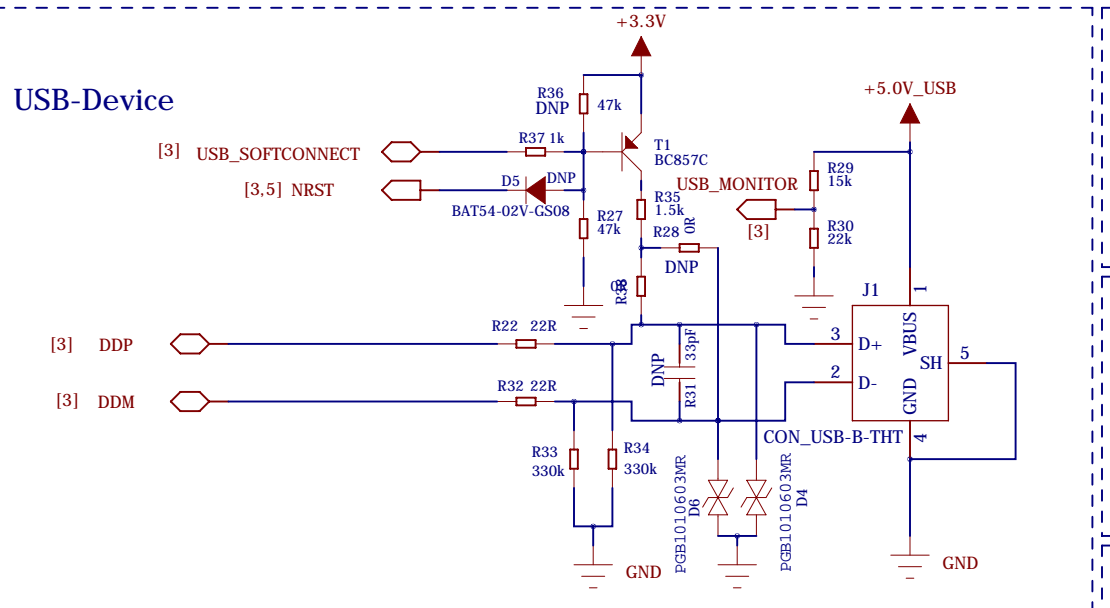 +3.3V
USB-Device
+5.0V_USB
R36
DNP
47k
R37 1k
T1
BC857C
[3] USB_SOFTCONNECT
[3,5] NRST
D5
DNP
BAT54-02V-GS08
R27
47k
R35
1.5k
R28
0R
DNP
USB_MONITOR
[3]
R29
15k
R30
22k
0R
J1
1
[3] DDP
R22 22R
[3] DDM
R32 22R
DNP
33pF
R31
3
2
D+
D-
VBUS
GND
SH
5
4
CON_USB-B-THT
R33
330k
R34
330k
PGB1010603MR
D6
PGB1010603MR
D4
GND
GND